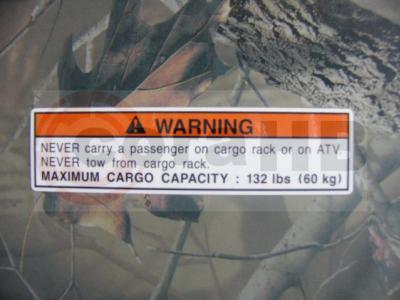 WARNING
NEVER carry a passenger on cargo rack or on ATV.
NEVER tow from cargo rack.
MAXIMUM CARGO CAPACITY : 132 lbs (60 kg)